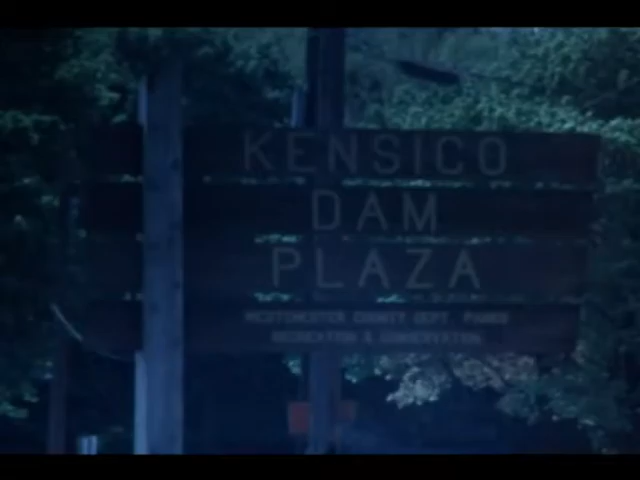 KENSICO
DAM
PLAZA
WESTCHESTER COUNTY DEPT. PARKS
RECREATION & CONSERVATION